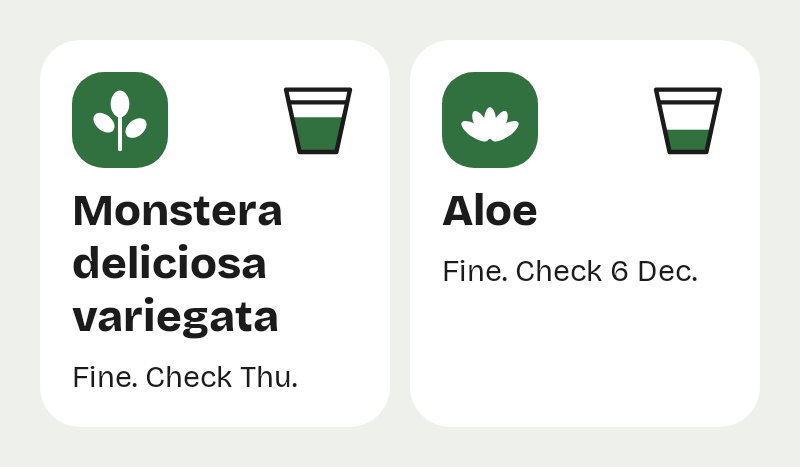 Monstera
deliciosa
variegata
Fine. Check Thu.
Aloe
Fine. Check 6 Dec.